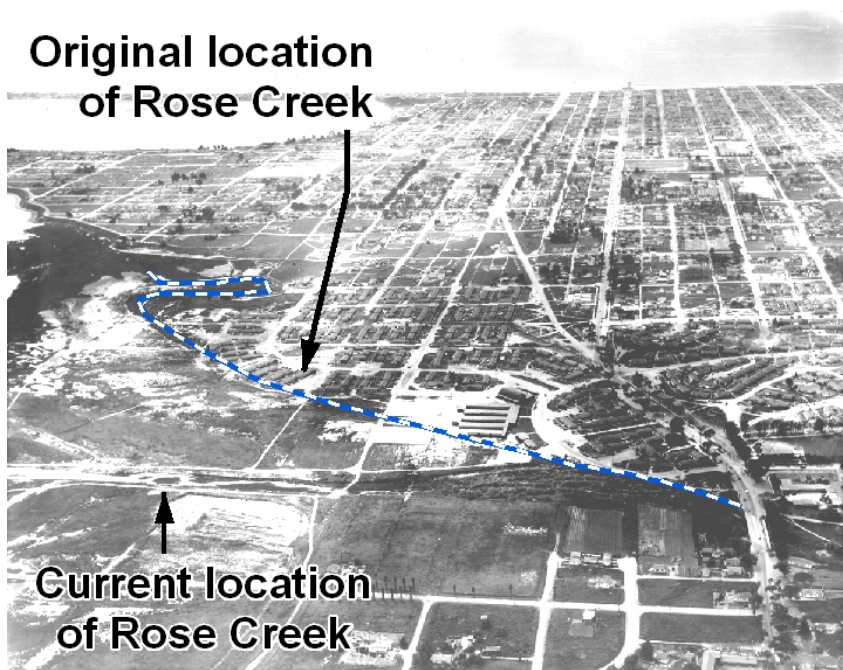 Original location
of Rose Creek
Current location
of Rose Creek